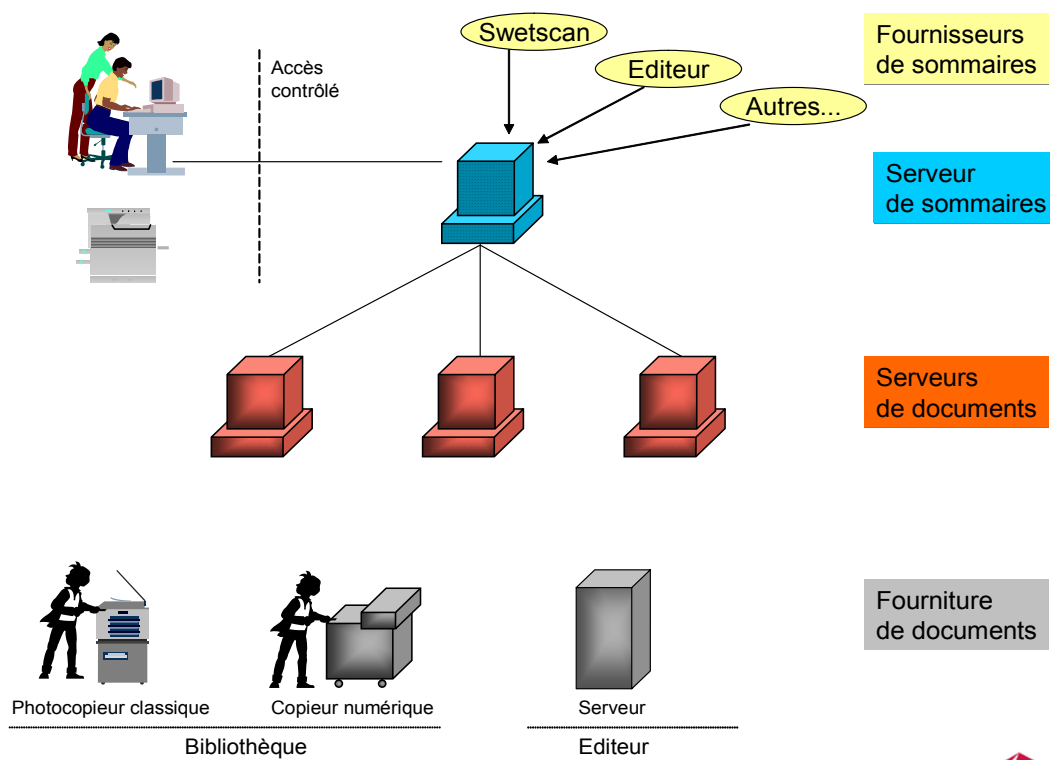 Swetscan
Editeur
Autres...
Fournisseurs
de sommaires
Accès
contrôlé
Serveur
de sommaires
Serveurs
de documents
Fourniture
de documents
Photocopieur classique
Copieur numérique
Serveur
Bibliothèque
Editeur